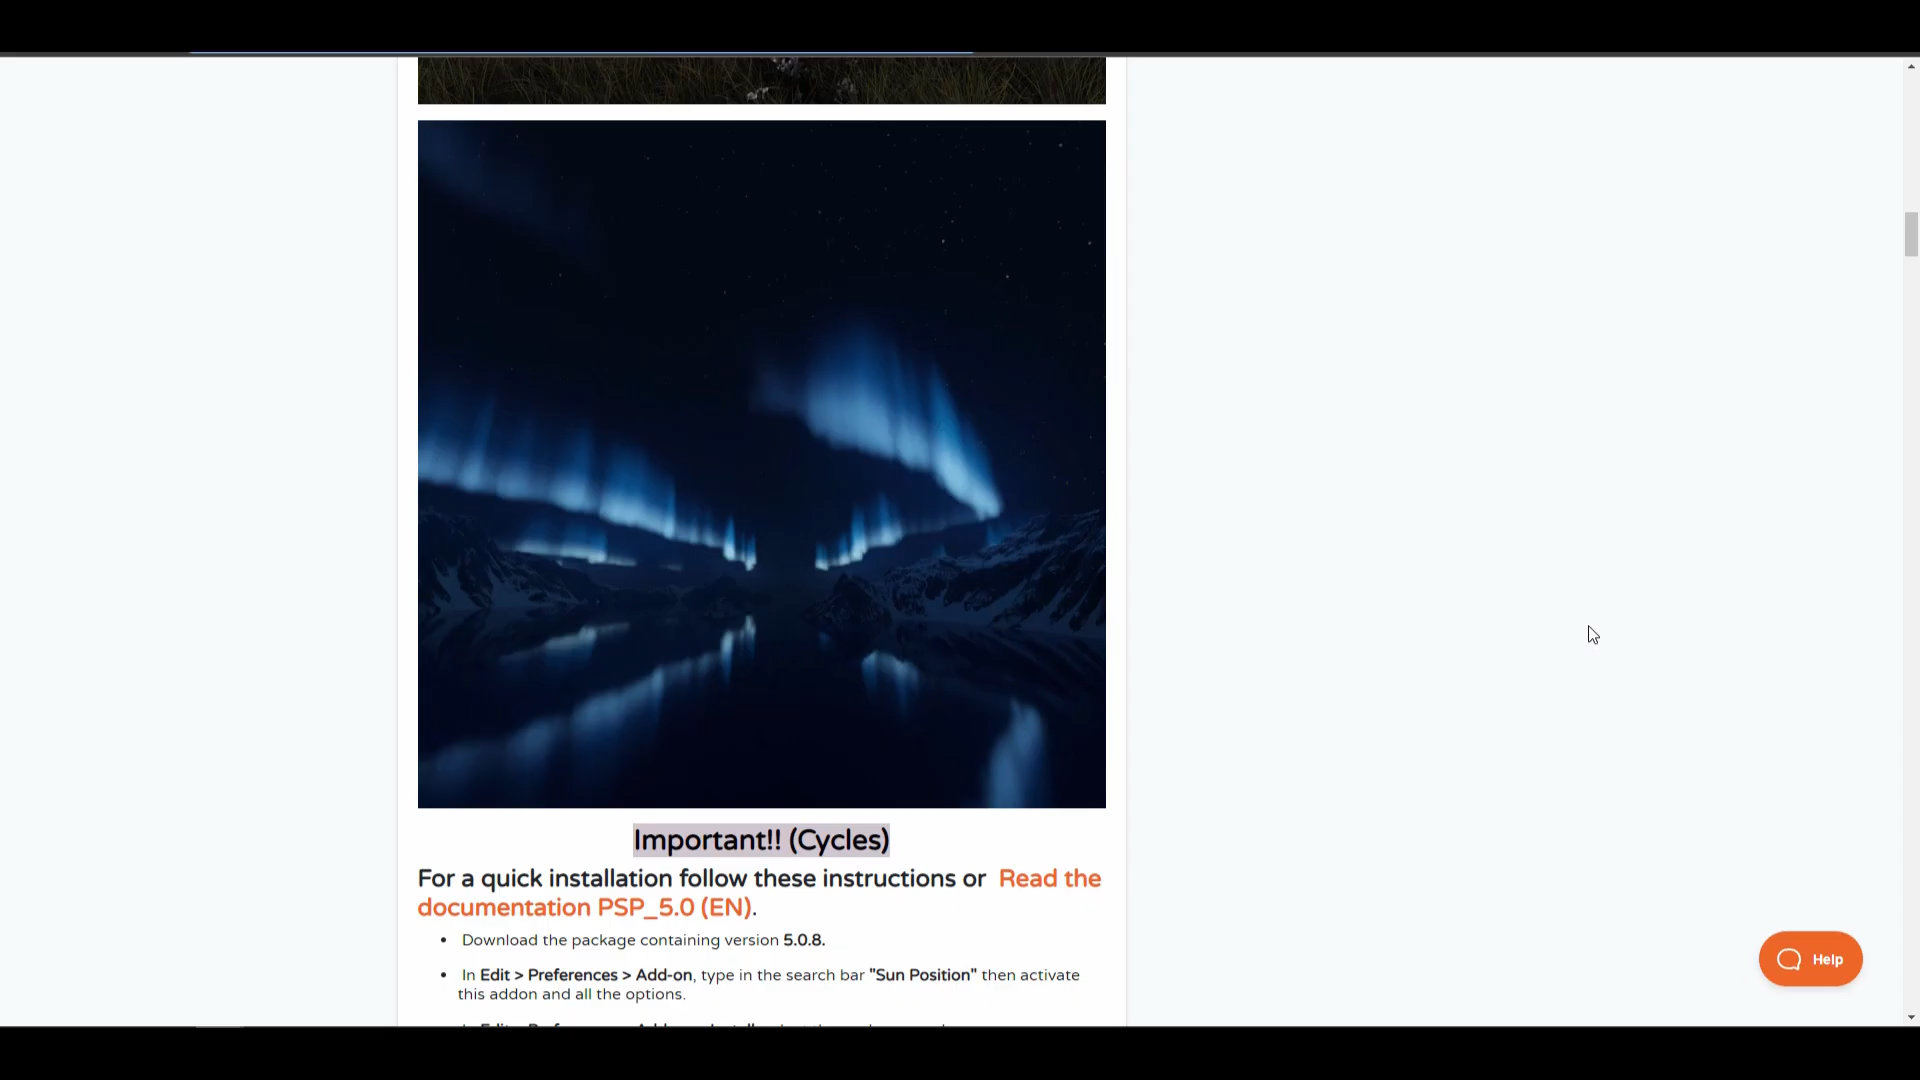 Important!! (Cycles)
For a quick installation follow these instructions or Read the
documentation PSP_5.0 (EN).
• Download the package containing version 5.0.8.
• In Edit > Preferences > Add-on, type in the search bar "Sun Position" then activate
this addon and all the options.
Help